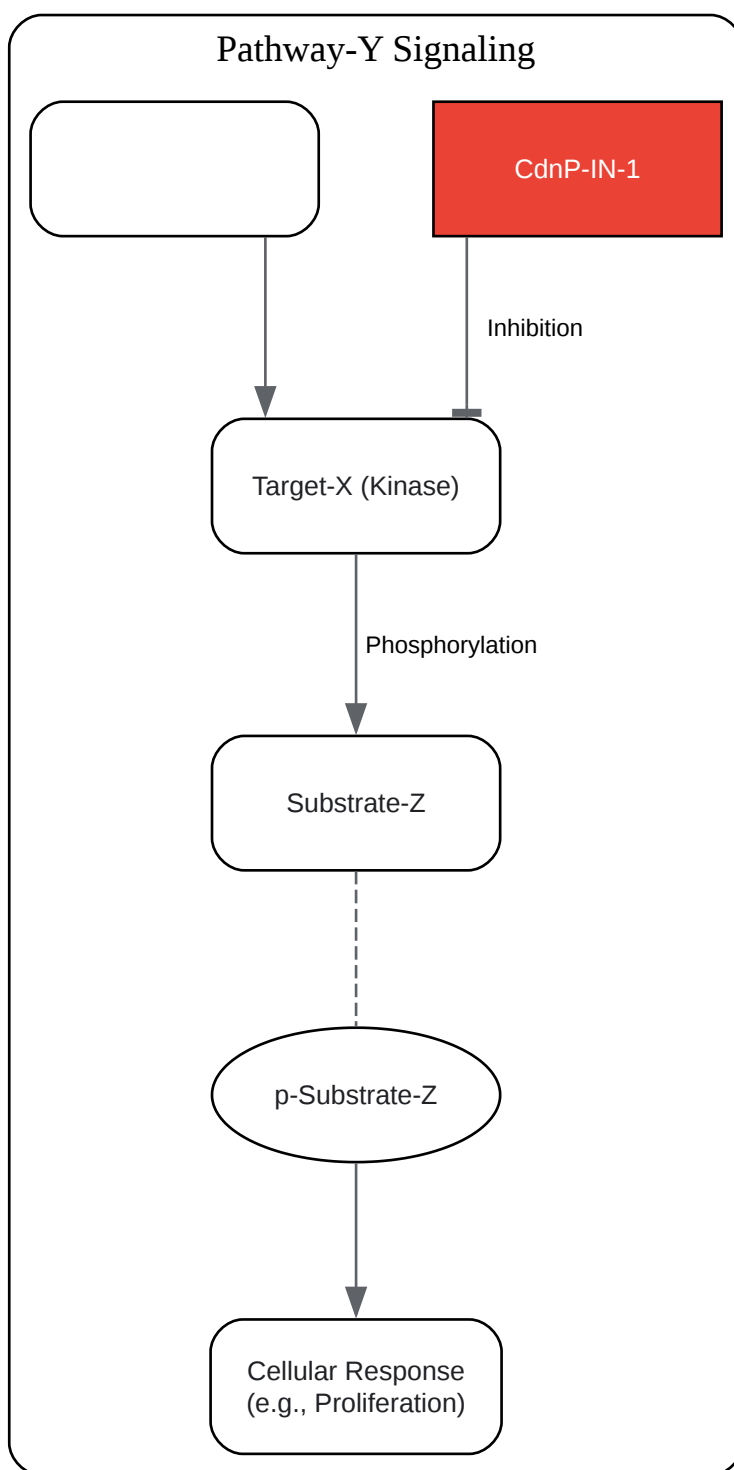 Pathway-Y Signaling
CdnP-IN-1
Inhibition
Target-X (Kinase)
Phosphorylation
Substrate-Z
p-Substrate-Z
Cellular Response
(e.g., Proliferation)